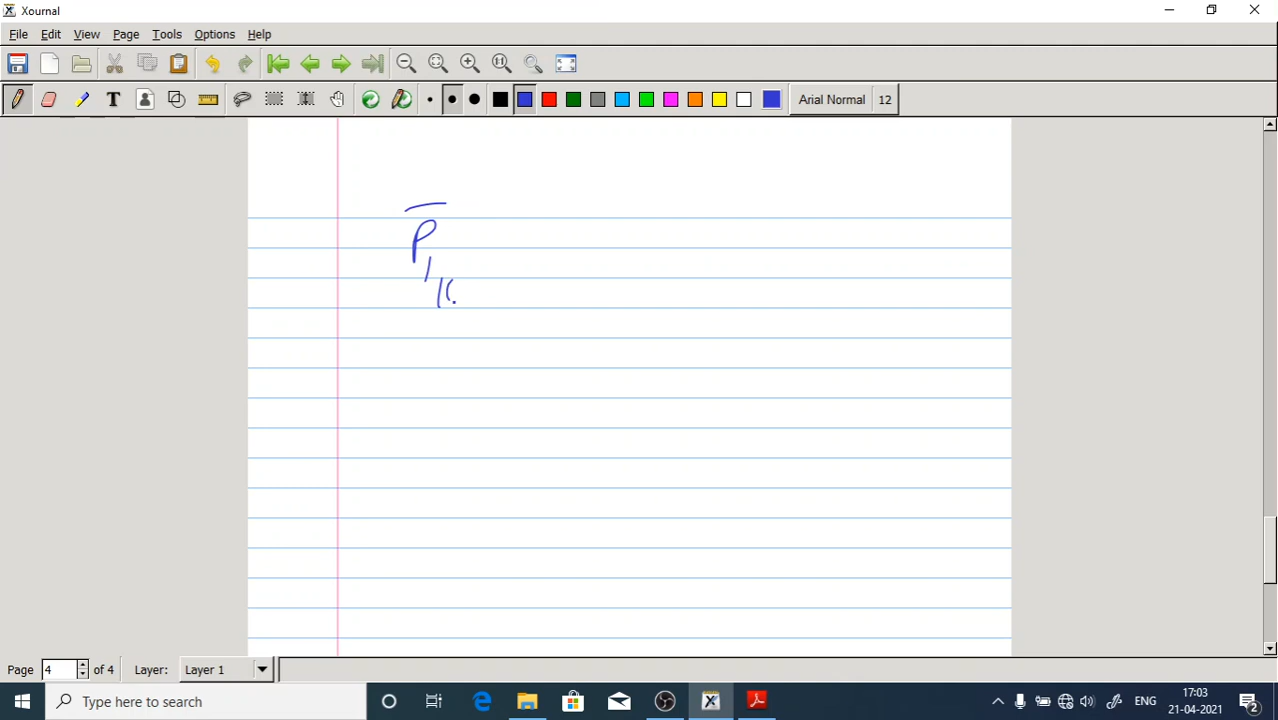 Xournal
File Edit View Page Tools Options Help
Arial Normal 12
P
Page 4 of 4 Layer: Layer 1
Type here to search
ENG
17:03
21-04-2021
2